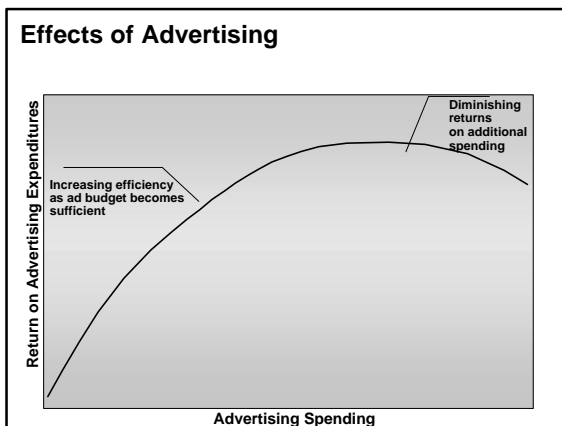 Effects of Advertising
Diminishing
returns
on additional
spending
Increasing efficiency
as ad budget becomes
sufficient
Return on Advertising Expenditures
Advertising Spending